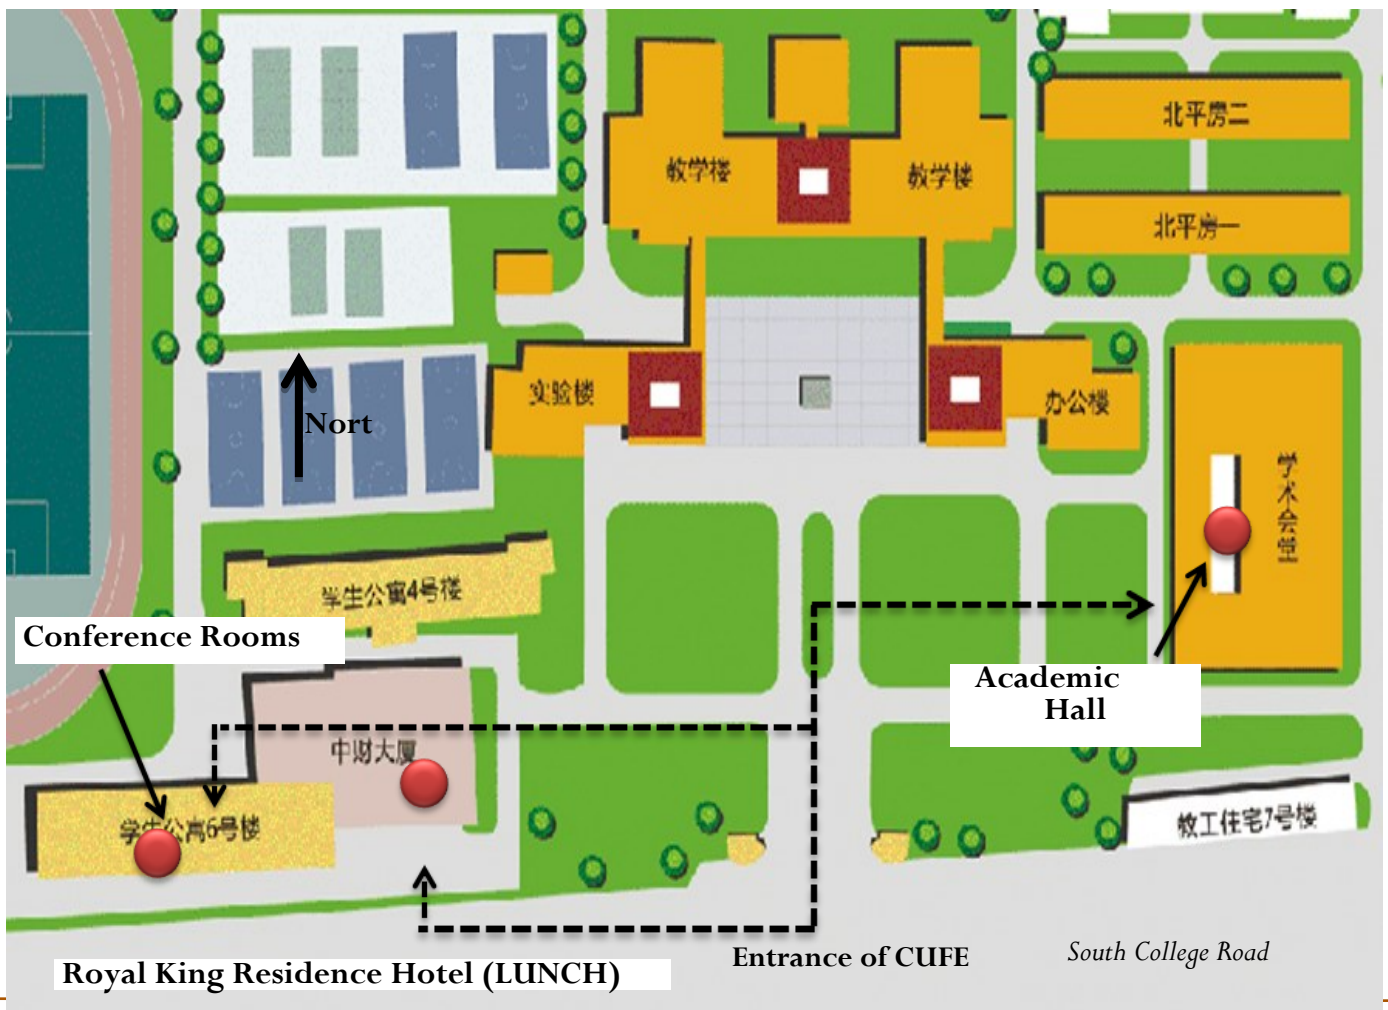 北平房二
教学楼
教学楼
北平房一
实验楼
办公楼
Nort
学术会堂
学生公寓4号楼
Conference Rooms
Academic
Hall
中财大厦
学生公寓6号楼
教工住宅7号楼
Entrance of CUFE
South College Road
Royal King Residence Hotel (LUNCH)